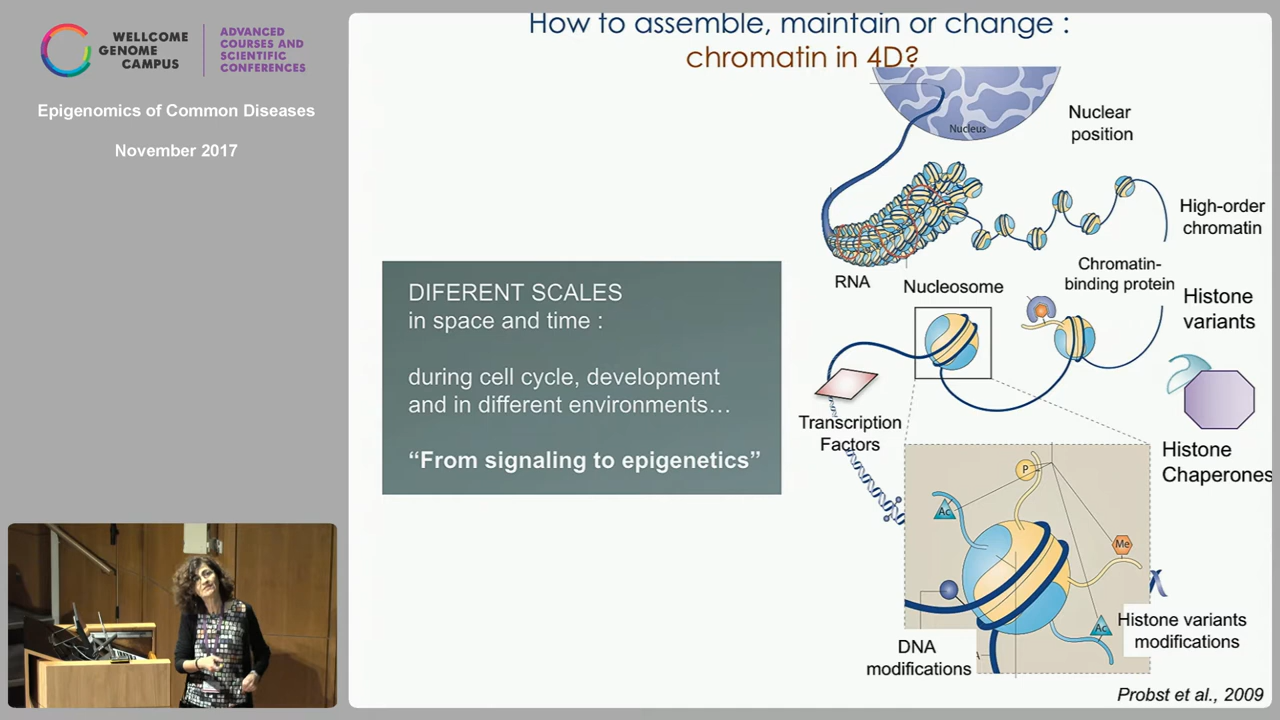 WELLCOME
GENOME
CAMPUS
ADVANCED
COURSES AND
SCIENTIFIC
CONFERENCES
Epigenomics of Common Diseases
November 2017
How to assemble, maintain or change :
chromatin in 4D?
Nucleus
Nuclear
position
High-order
chromatin
RNA
Nucleosome
Chromatin-
binding protein
Histone
variants
DIFERENT SCALES
in space and time :
during cell cycle, development
and in different environments…
“From signaling to epigenetics”
Transcription
Factors
Histone
Chaperones
P
Ac
Me
Ac
Histone variants
modifications
DNA
modifications
Probst et al., 2009